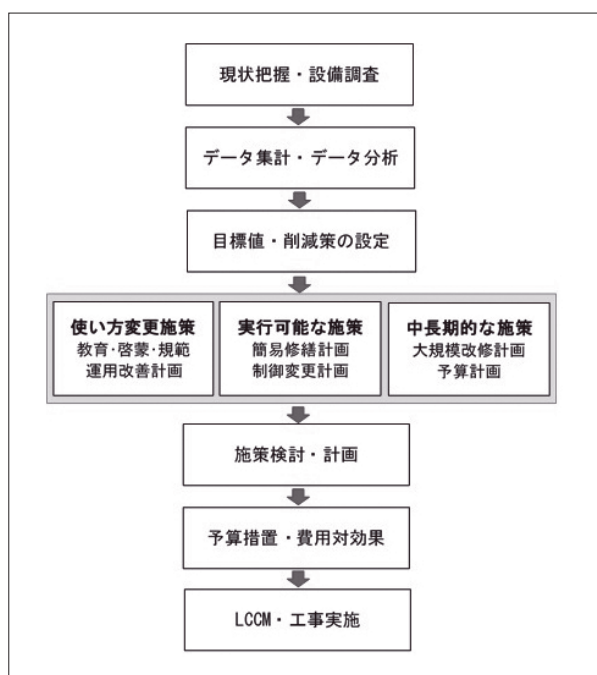 現状把握・設備調査
データ集計・データ分析
目標値・削減策の設定
使い方変更施策
教育・啓蒙・規範
運用改善計画
実行可能な施策
簡易修繕計画
制御変更計画
中長期的な施策
大規模改修計画
予算計画
施策検討・計画
予算措置・費用対効果
LCCM・工事実施